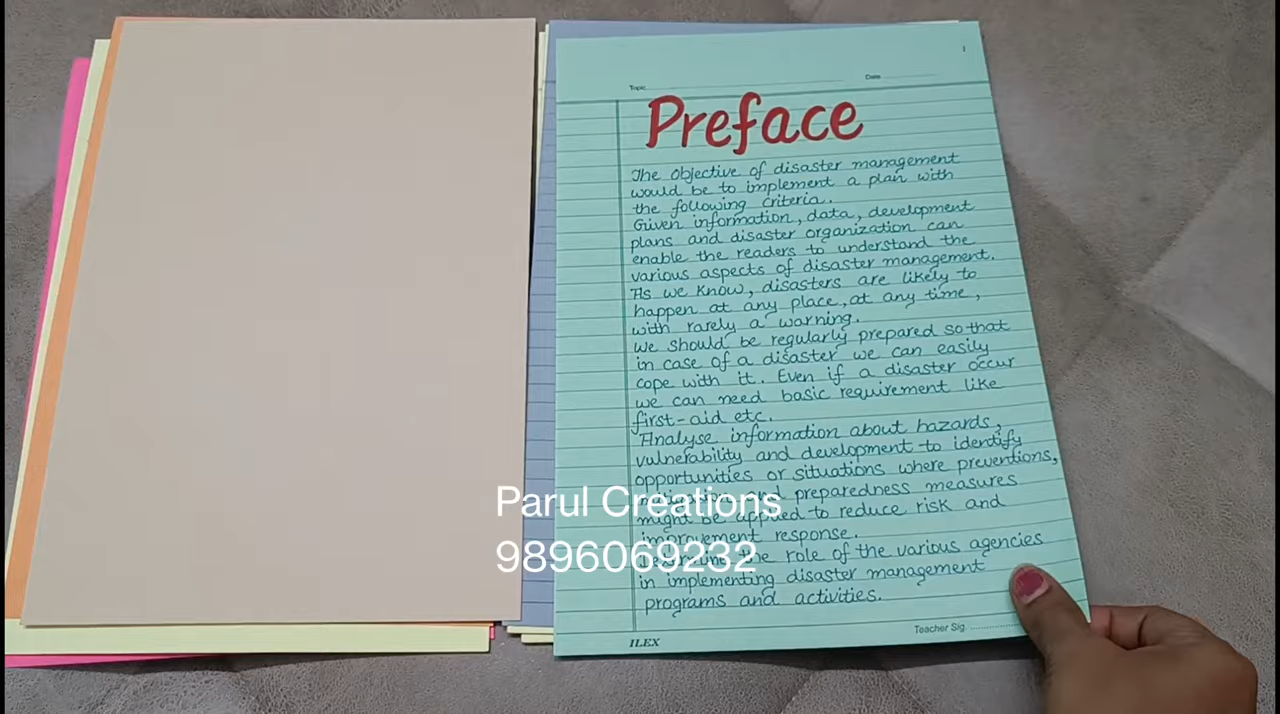 1
Topic
Date
Preface
The objective of disaster management
would be to implement a plan with
the following criteria.
Given information, data, development
plans and disaster organization can
enable the readers to understand the
various aspects of disaster management.
As we know, disasters are likely to
happen at any place, at any time,
with rarely a warning.
we should be regularly prepared so that
in case of a disaster we can easily
cope with it. Even if a disaster occur
we can need basic requirement like
first-aid etc.
Analyse information about hazards,
vulnerability and development to identify
opportunities or situations where preventions,
preparedness measures
might be applied to reduce risk and
improvement response.
the role of the various agencies
in implementing disaster management
programs and activities.
Parul Creations
9896069232
ILEX
Teacher Sig.